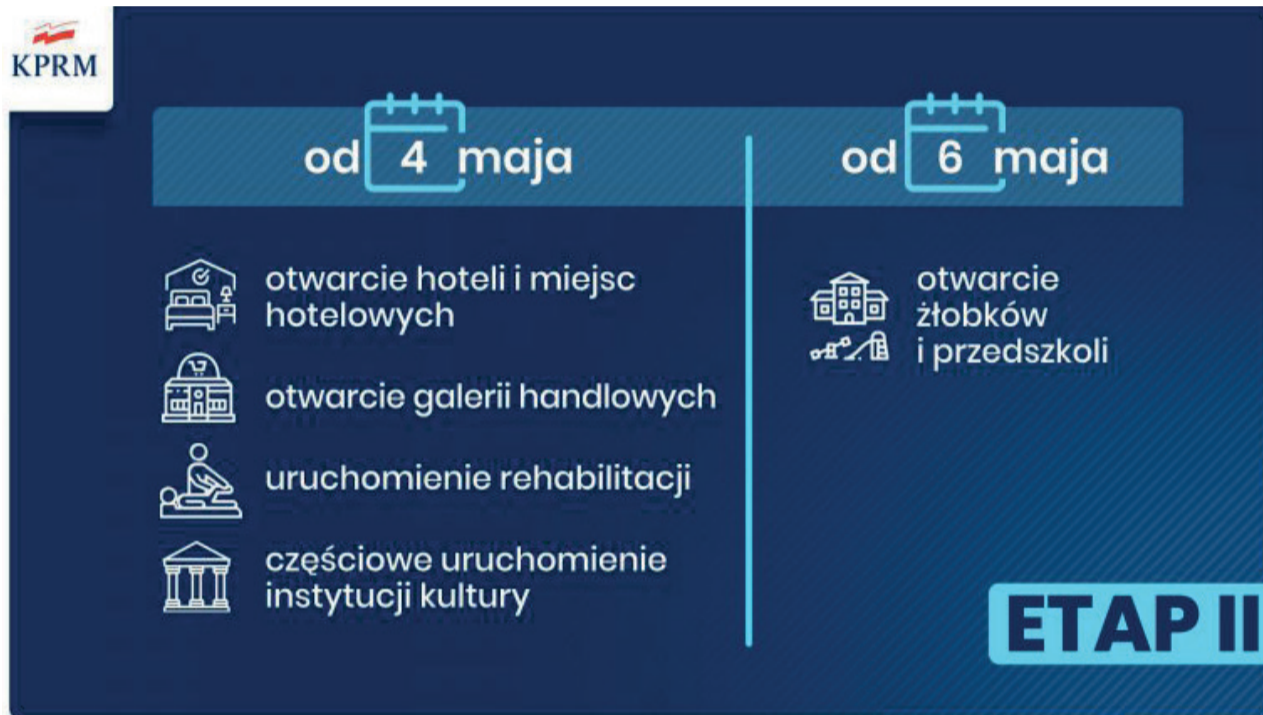 KPRM
od 4 maja
otwarcie hoteli i miejsc
hotelowych
otwarcie galerii handlowych
uruchomienie rehabilitacji
częściowe uruchomienie
instytucji kultury
od 6 maja
otwarcie
żłobków
i przedszkoli
ETAP II